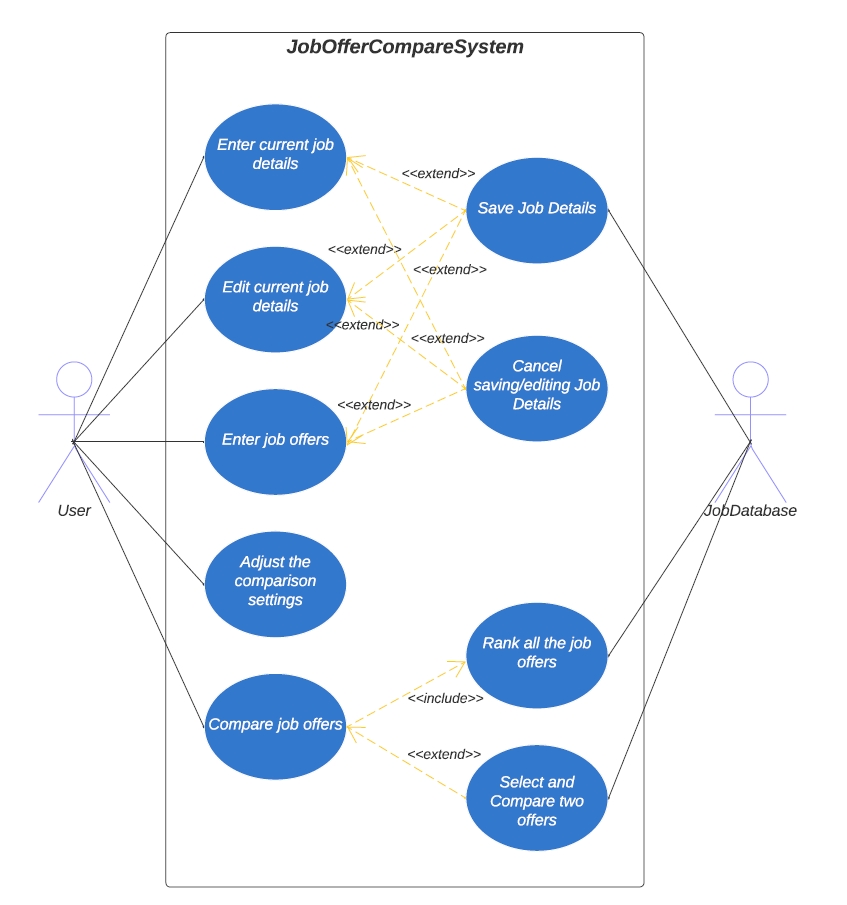 JobOfferCompareSystem
Enter current job
details
<<extend>>
Save Job Details
<<extend>>
<<extend>>
Edit current job
details
<<extend>>
<<extend>>
Cancel
saving/editing Job
Details
<<extend>>
Enter job offers
User
JobDatabase
Adjust the
comparison
settings
Rank all the job
offers
<<include>>
Compare job offers
<<extend>>
Select and
Compare two
offers